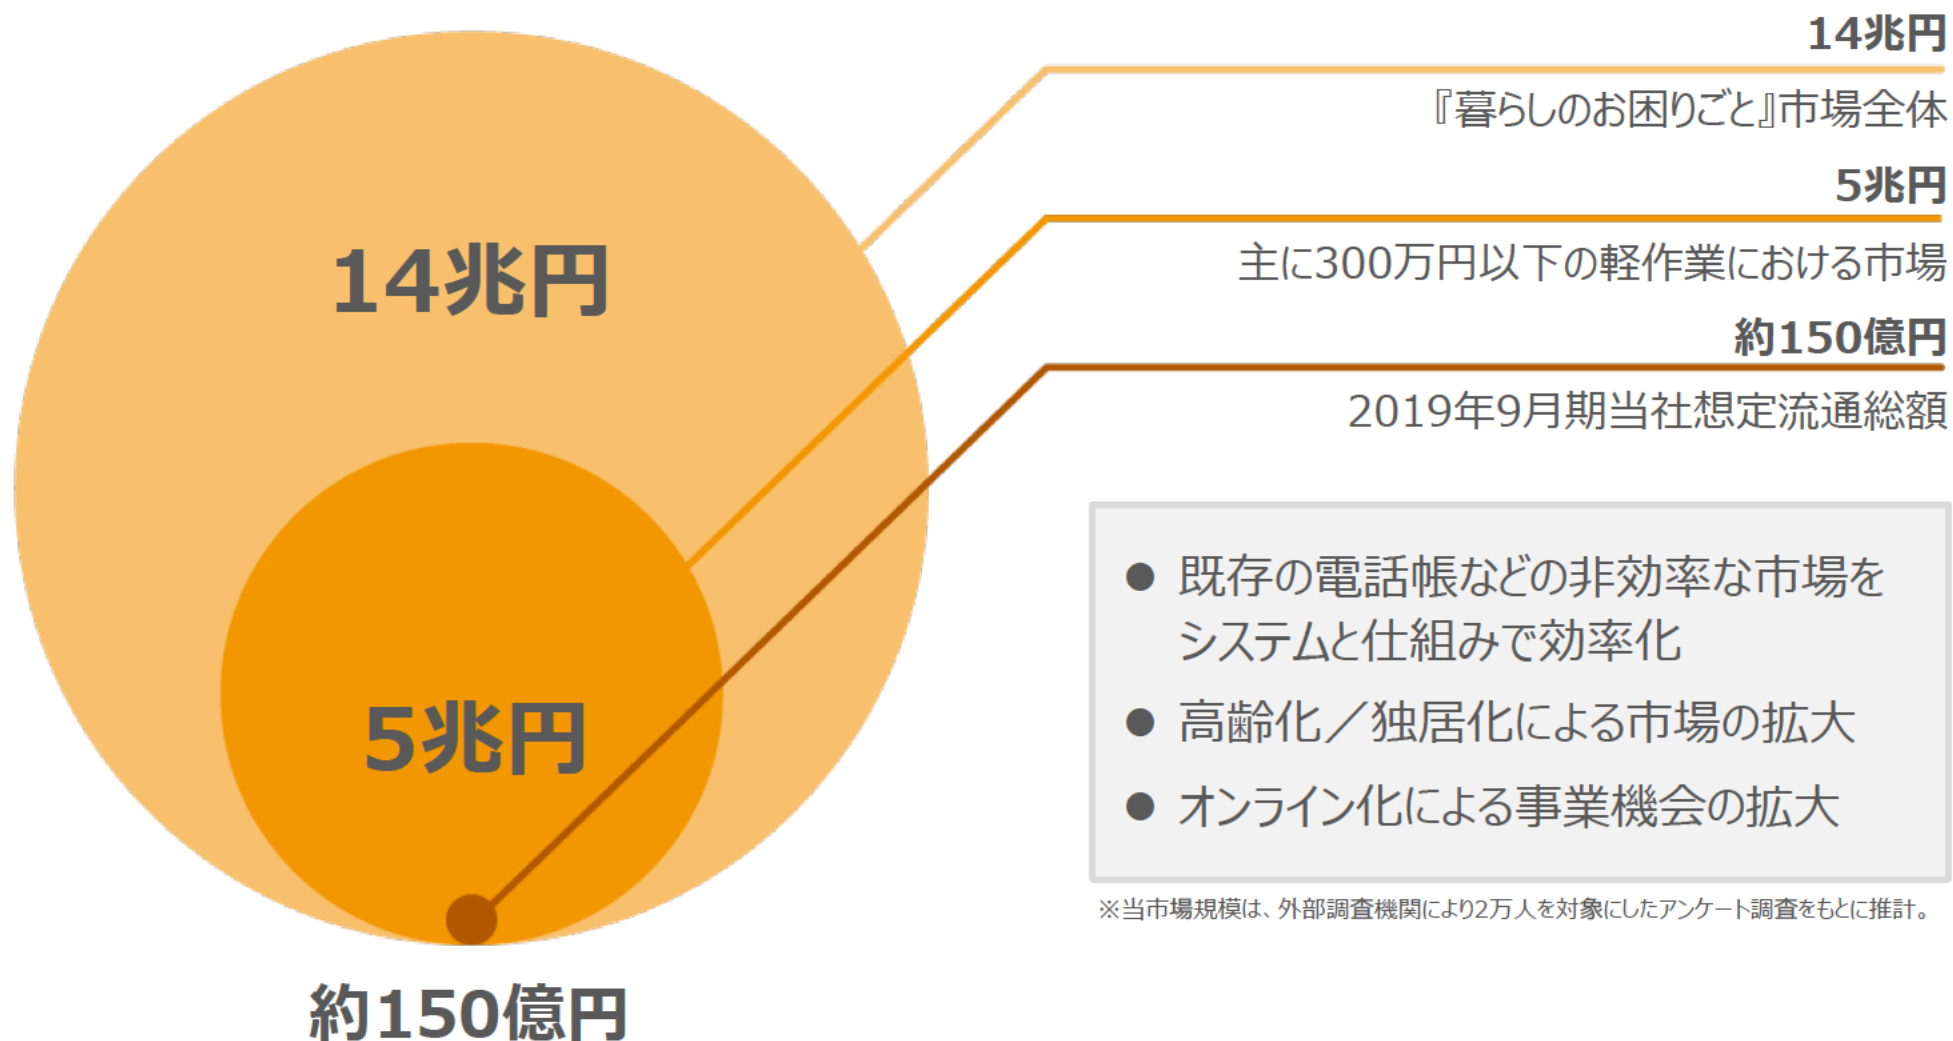 14兆円
『暮らしのお困りごと』市場全体
5兆円
主に300万円以下の軽作業における市場
約150億円
2019年9月期当社想定流通総額
14兆円
5兆円
約150億円
● 既存の電話帳などの非効率な市場を
システムと仕組みで効率化
● 高齢化／独居化による市場の拡大
● オンライン化による事業機会の拡大
※当市場規模は、外部調査機関により2万人を対象にしたアンケート調査をもとに推計。